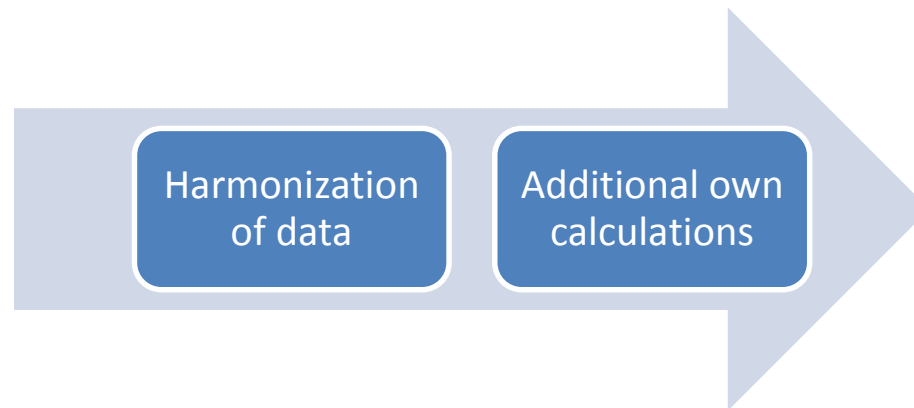 Harmonization
of data
Additional own
calculations